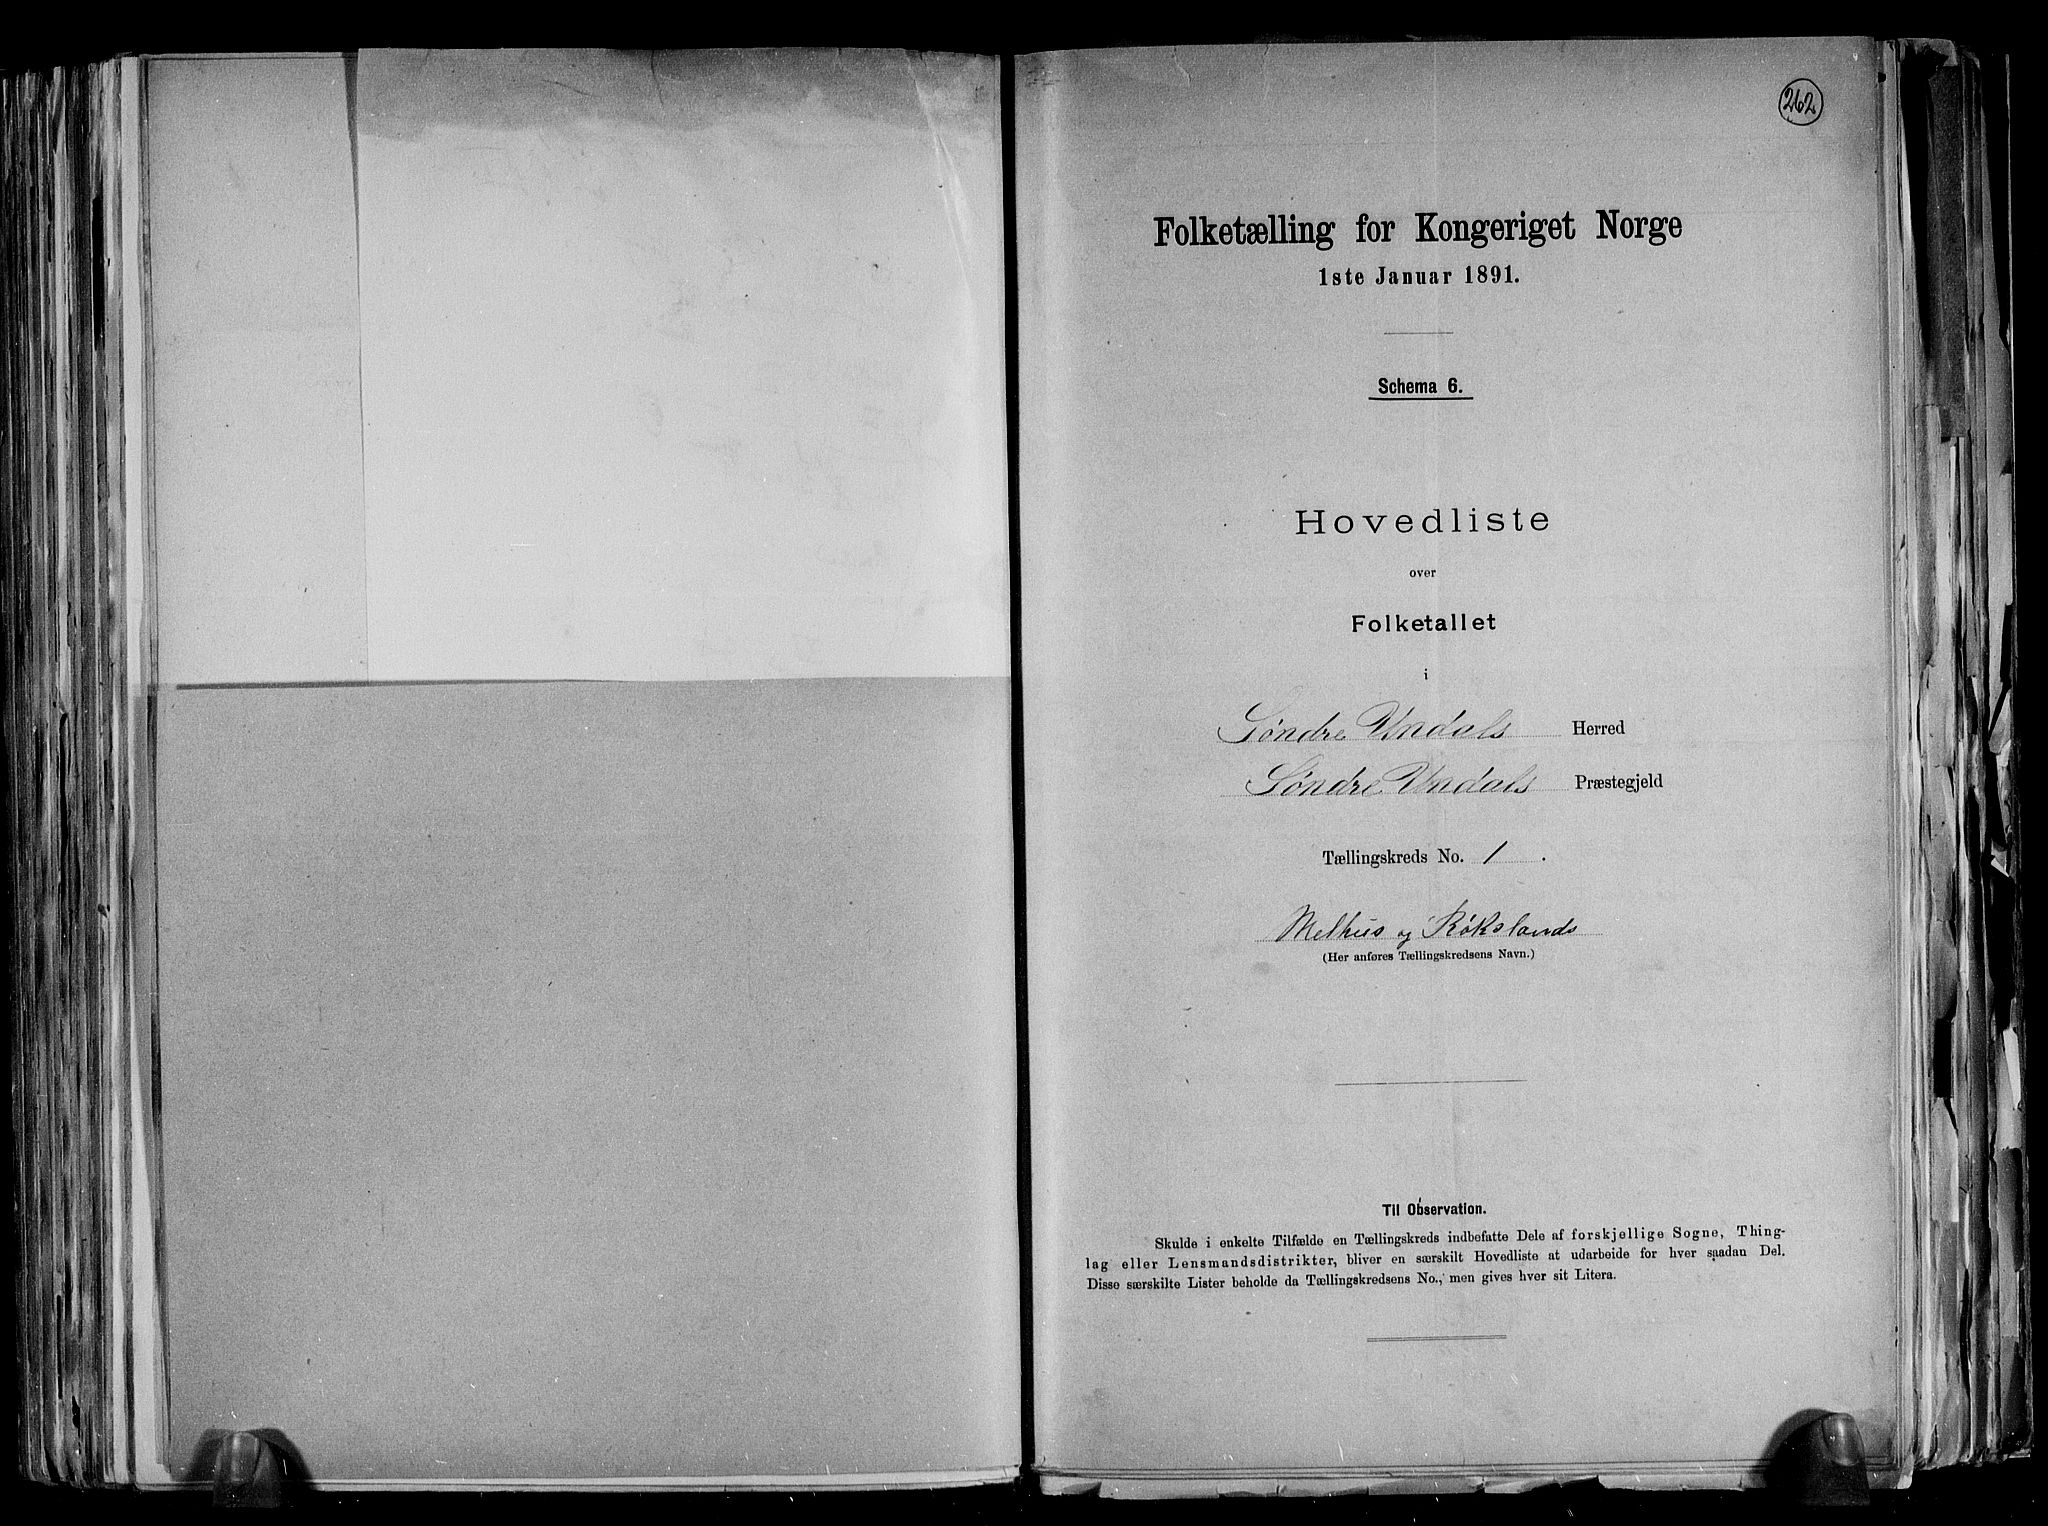 262
Folketælling for Kongeriget Norge
1ste Januar 1891.
Schema 6.
Hovedliste
over
Folketallet
i
Søndre Undals Herred
Søndre Undals Præstegjeld
Tællingskreds No. 1.
Melhus og Røkslands
(Her anføres Tællingskredsens Navn.)
Til Observation.
Skulde i enkelte Tilfælde en Tællingskreds indbefatte Dele af forskjellige Sogne, Thing-
lag eller Lensmandsdistrikter, bliver en særskilt Hovedliste at udarbeide for hver saadan Del.
Disse særskilte Lister beholde da Tællingskredsens No., men gives hver sit Litera.